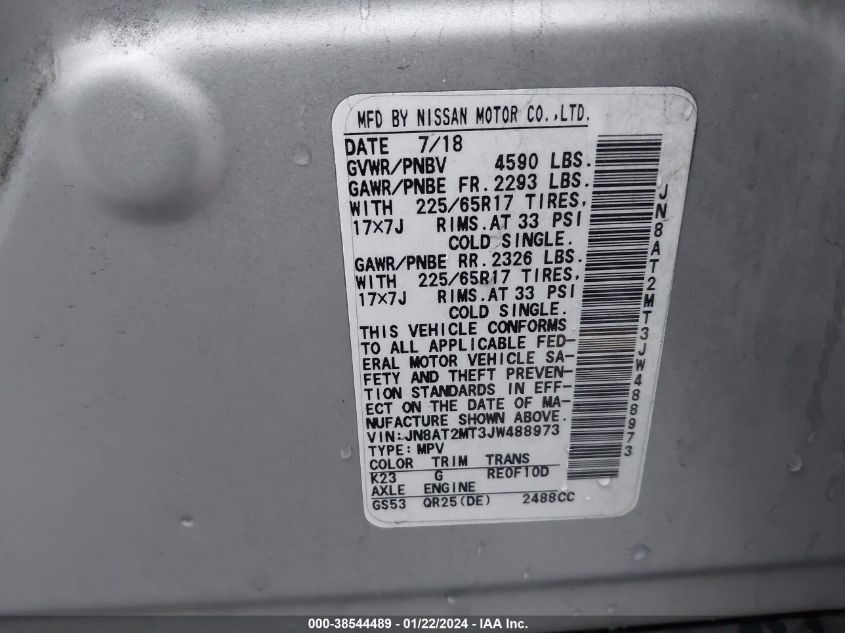 MFD BY NISSAN MOTOR CO.,LTD.
DATE 7/18
GVWR/PNBV 4590 LBS.
GAWR/PNBE FR. 2293 LBS.
WITH 225/65R17 TIRES,
17×7J RIMS.AT 33 PSI
COLD SINGLE.
GAWR/PNBE RR. 2326 LBS.
WITH 225/65R17 TIRES,
17×7J RIMS.AT 33 PSI
COLD SINGLE.
THIS VEHICLE CONFORMS
TO ALL APPLICABLE FED-
ERAL MOTOR VEHICLE SA-
FETY AND THEFT PREVEN-
TION STANDARDS IN EFF-
ECT ON THE DATE OF MA-
NUFACTURE SHOWN ABOVE.
VIN:JN8AT2MT3JW488973
TYPE:MPV
COLOR TRIM TRANS
K23 G RE0F10D
AXLE ENGINE
GS53 QR25(DE) 2488CC
JN8AT2MT3JW488973
000-38544489 - 01/22/2024 - IAA Inc.